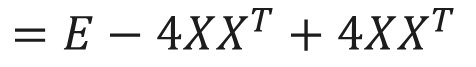 = E − 4XX^T + 4XX^T